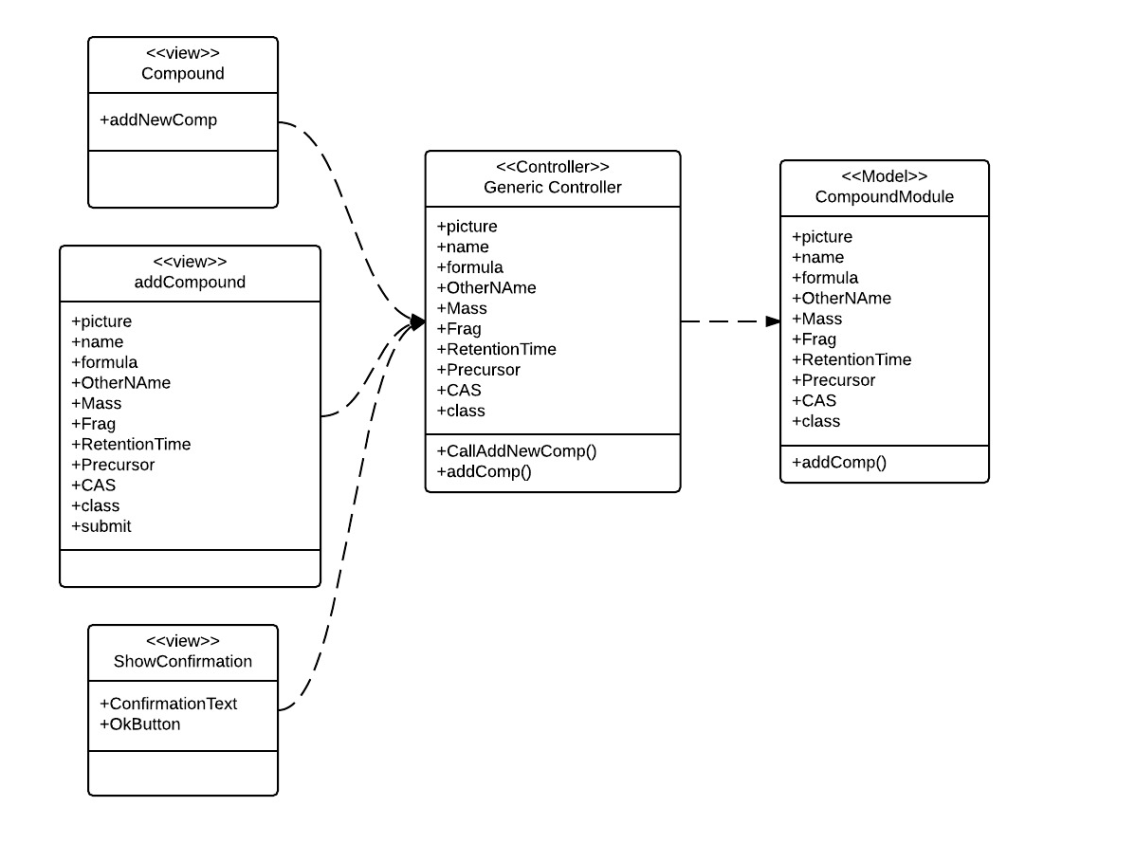 <<view>>
Compound
+addNewComp
<<view>>
addCompound
+picture
+name
+formula
+OtherNAme
+Mass
+Frag
+RetentionTime
+Precursor
+CAS
+class
+submit
<<view>>
ShowConfirmation
+ConfirmationText
+OkButton
<<Controller>>
Generic Controller
+picture
+name
+formula
+OtherNAme
+Mass
+Frag
+RetentionTime
+Precursor
+CAS
+class
+CallAddNewComp()
+addComp()
<<Model>>
CompoundModule
+picture
+name
+formula
+OtherNAme
+Mass
+Frag
+RetentionTime
+Precursor
+CAS
+class
+addComp()